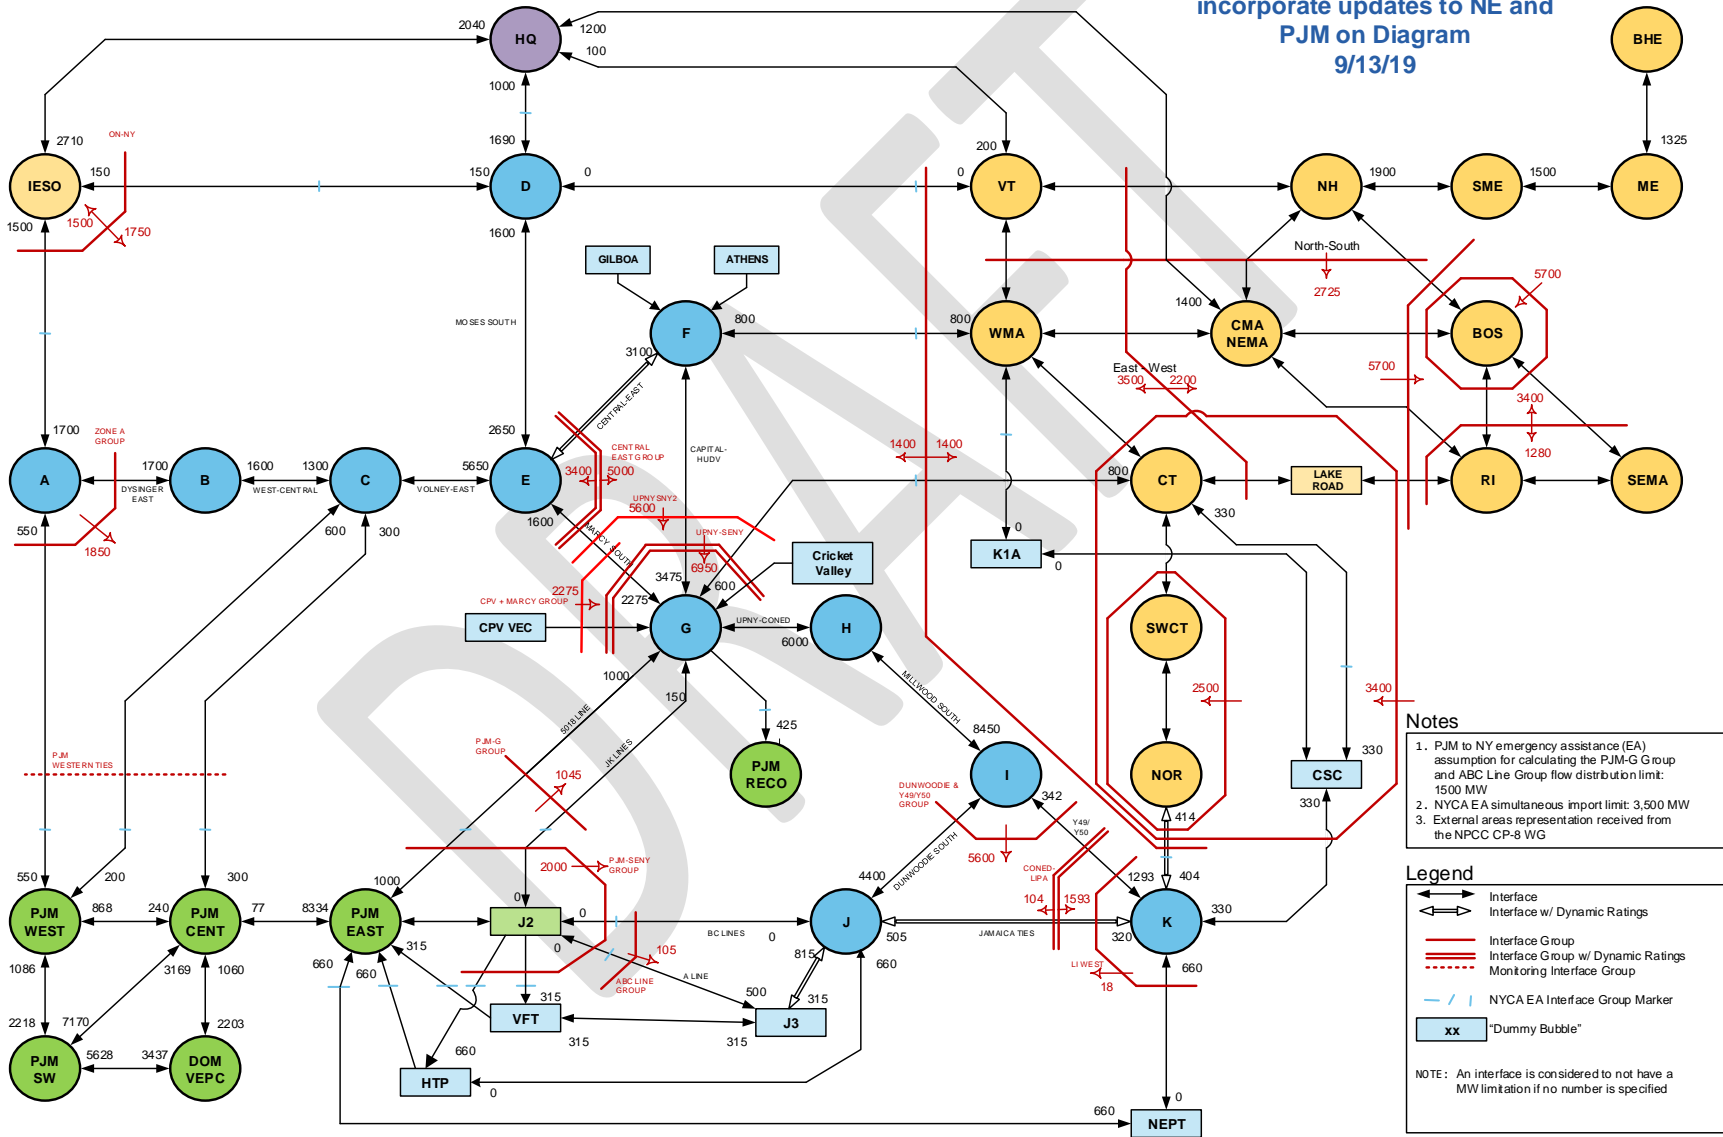 incorporate updates to NE and
PJM on Diagram
9/13/19
DRAFT
2040
HQ
1200
100
1000
BHE
1325
ON-NY
2710
150
IESO
1500
1500
1750
1690
150
D
0
1600
200
0
VT
NH
1900
SME
1500
ME
North-South
2725
GILBOA
ATHENS
MOSES SOUTH
F
800
3100
800
WMA
1400
CMA
NEMA
BOS
5700
5700
East - West
3500
2200
3400
1280
CENTRAL-EAST
CAPITAL-
HUDV
1700
ZONE A
GROUP
A
1700
DYSINGER
EAST
B
1600
WEST-CENTRAL
1300
C
5650
VOLNEY-EAST
2650
E
550
1850
600
300
1600
CENTRAL
EAST GROUP
3400
5000
UPNYSNY2
5600
UPNY-SENY
6950
MARCY SOUTH
1400
1400
800
CT
330
LAKE
ROAD
RI
SEMA
0
K1A
0
Cricket
Valley
3475
600
2275
2275
CPV + MARCY GROUP
CPV VEC
G
UPNY-CONED
6000
H
SWCT
1000
150
5018 LINE
JK LINES
425
PJM
RECO
MILLWOOD SOUTH
8450
I
342
2500
3400
NOR
330
CSC
330
PJM
WESTERN TIES
PJM-G
GROUP
1045
DUNWOODIE &
Y49/Y50
GROUP
5600
Y49/
Y50
414
404
DUNWOODIE SOUTH
CONED-
LIPA
104
1593
1293
550
200
300
1000
2000
PJM-SENY
GROUP
4400
PJM
WEST
868
240
PJM
CENT
77
8334
PJM
EAST
0
J2
0
0
BC LINES
0
J
505
JAMAICA TIES
320
K
330
1086
3169
1060
660
660
315
105
ABC LINE
GROUP
A LINE
815
660
LI WEST
18
660
2218
7170
2203
315
VFT
315
500
315
J3
315
PJM
SW
5628
3437
DOM
VEPC
660
HTP
0
660
0
NEPT
Notes
1. PJM to NY emergency assistance (EA)
assumption for calculating the PJM-G Group
and ABC Line Group flow distribution limit:
1500 MW
2. NYCA EA simultaneous import limit: 3,500 MW
3. External areas representation received from
the NPCC CP-8 WG
Legend
Interface
Interface w/ Dynamic Ratings
Interface Group
Interface Group w/ Dynamic Ratings
Monitoring Interface Group
NYCA EA Interface Group Marker
xx
"Dummy Bubble"
NOTE: An interface is considered to not have a
MW limitation if no number is specified